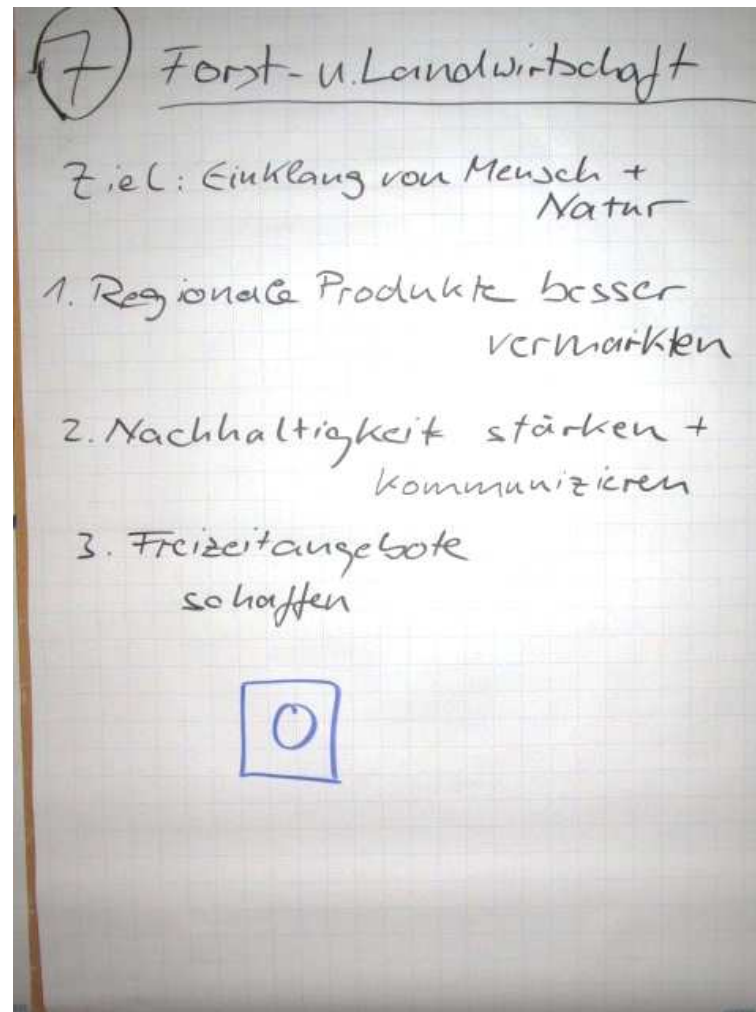 7 Forst- u. Landwirtschaft
Ziel: Einklang von Mensch +
Natur
1. Regionale Produkte besser
vermarkten
2. Nachhaltigkeit stärken +
kommunizieren
3. Freizeitangebote
schaffen
0